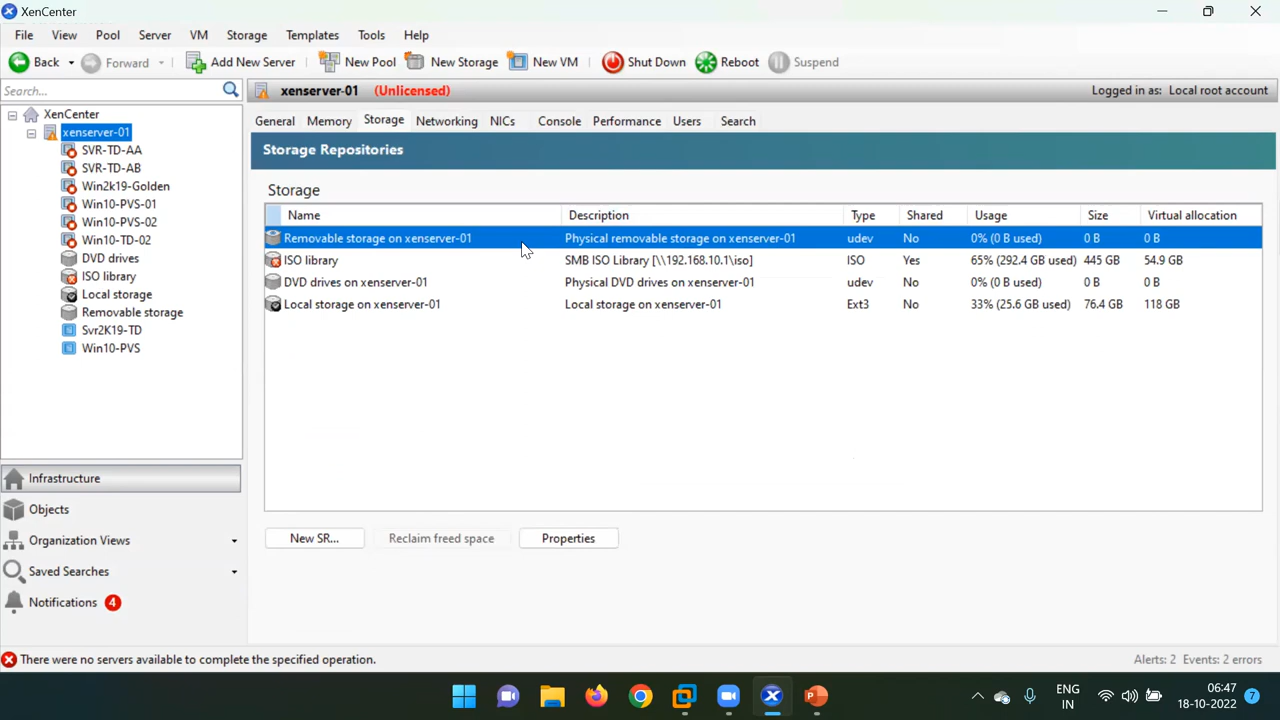 XenCenter
File View Pool Server VM Storage Templates Tools Help
Back Forward Add New Server New Pool New Storage New VM Shut Down Reboot Suspend
Search...
xenserver-01 (Unlicensed) Logged in as: Local root account
XenCenter
xenserver-01
SVR-TD-AA
SVR-TD-AB
Win2k19-Golden
Win10-PVS-01
Win10-PVS-02
Win10-TD-02
DVD drives
ISO library
Local storage
Removable storage
Svr2K19-TD
Win10-PVS
General Memory Storage Networking NICs Console Performance Users Search
Storage Repositories
Storage
Name Description Type Shared Usage Size Virtual allocation
Removable storage on xenserver-01 Physical removable storage on xenserver-01 udev No 0% (0 B used) 0 B 0 B
ISO library SMB ISO Library [\\192.168.10.1\iso] ISO Yes 65% (292.4 GB used) 445 GB 54.9 GB
DVD drives on xenserver-01 Physical DVD drives on xenserver-01 udev No 0% (0 B used) 0 B 0 B
Local storage on xenserver-01 Local storage on xenserver-01 Ext3 No 33% (25.6 GB used) 76.4 GB 118 GB
New SR... Reclaim freed space Properties
Infrastructure
Objects
Organization Views
Saved Searches
Notifications 4
There were no servers available to complete the specified operation. Alerts: 2 Events: 2 errors
ENG
IN
06:47
18-10-2022
7